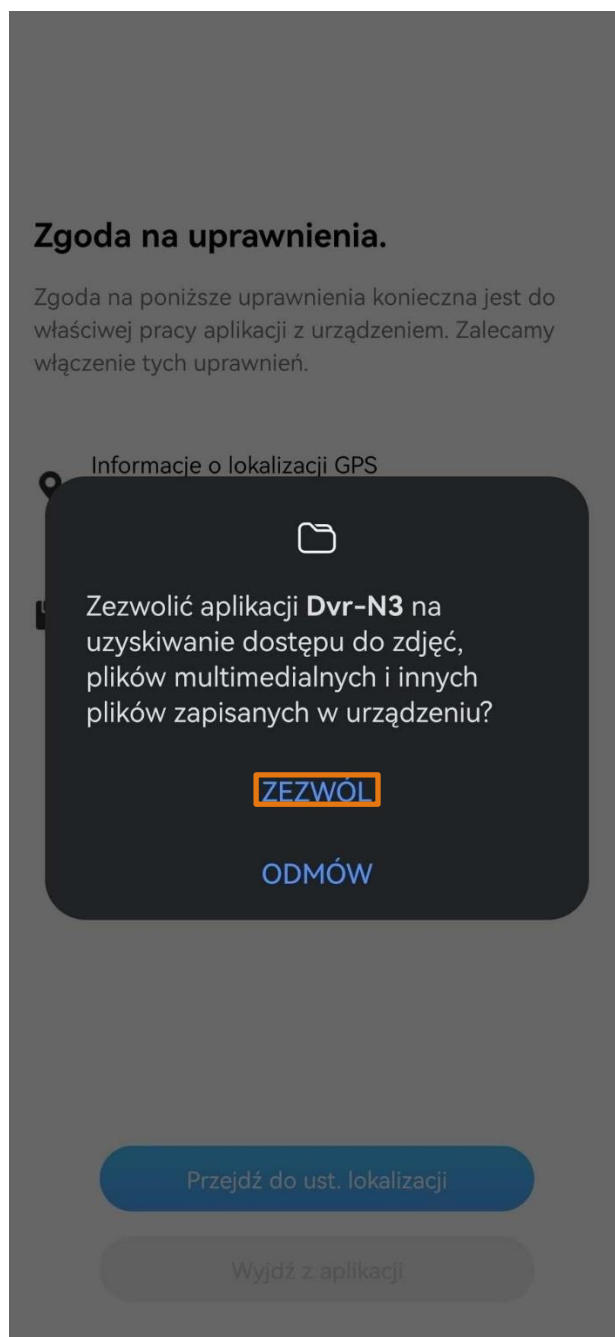 Zgoda na uprawnienia.
Zgoda na poniższe uprawnienia konieczna jest do
właściwej pracy aplikacji z urządzeniem. Zalecamy
włączenie tych uprawnień.
Informacje o lokalizacji GPS
Zezwolić aplikacji Dvr-N3 na
uzyskiwanie dostępu do zdjęć,
plików multimedialnych i innych
plików zapisanych w urządzeniu?
ZEZWÓL
ODMÓW
Przejdź do ust. lokalizacji
Wyjdź z aplikacji